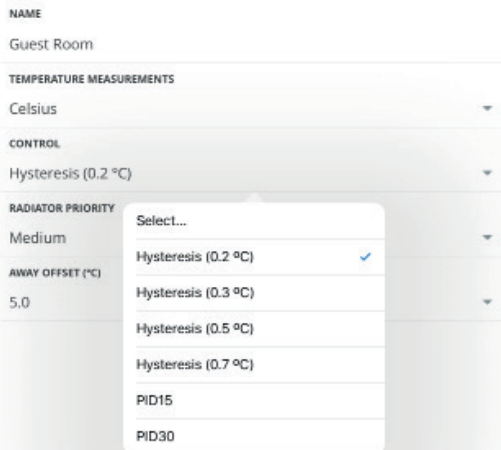 NAME
Guest Room
TEMPERATURE MEASUREMENTS
Celsius
CONTROL
Hysteresis (0.2 °C)
RADIATOR PRIORITY
Medium
AWAY OFFSET (°C)
5.0
Select...
Hysteresis (0.2 ºC)
Hysteresis (0.3 ºC)
Hysteresis (0.5 ºC)
Hysteresis (0.7 ºC)
PID15
PID30